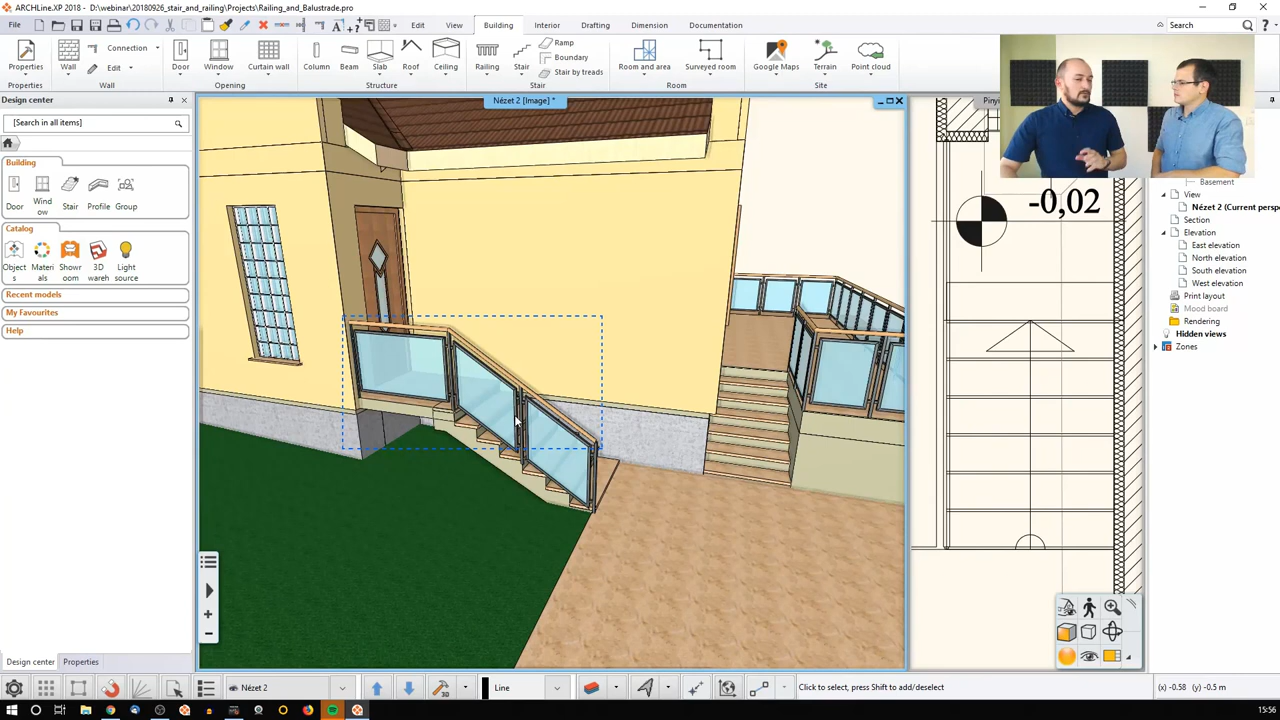 ARCHLine.XP 2018 - D:\webinar\20180926_stair_and_railing\Projects\Railing_and_Balustrade.pro
Edit View Building Interior Drafting Dimension Documentation Search
Properties Wall Connection Edit Door Window Curtain wall Column Beam Slab Roof Ceiling Railing Stair Ramp Boundary Stair by treads Room and area Surveyed room Google Maps Terrain Point cloud
Properties Wall Opening Structure Stair Room Site
Design center
[Search in all items]
Building
Door Wind ow Stair Profile Group
Catalog
Object s Materi als Showr oom 3D wareh Light source
Recent models
My Favourites
Help
Nézet 2 [Image] *
Pinyi
-0,02
Basement
View
Nézet 2 (Current persp
Section
Elevation
East elevation
North elevation
South elevation
West elevation
Print layout
Mood board
Rendering
Hidden views
Zones
Design center Properties
Nézet 2 Line Click to select, press Shift to add/deselect (x) -0.58 (y) -0.5 m
15:56